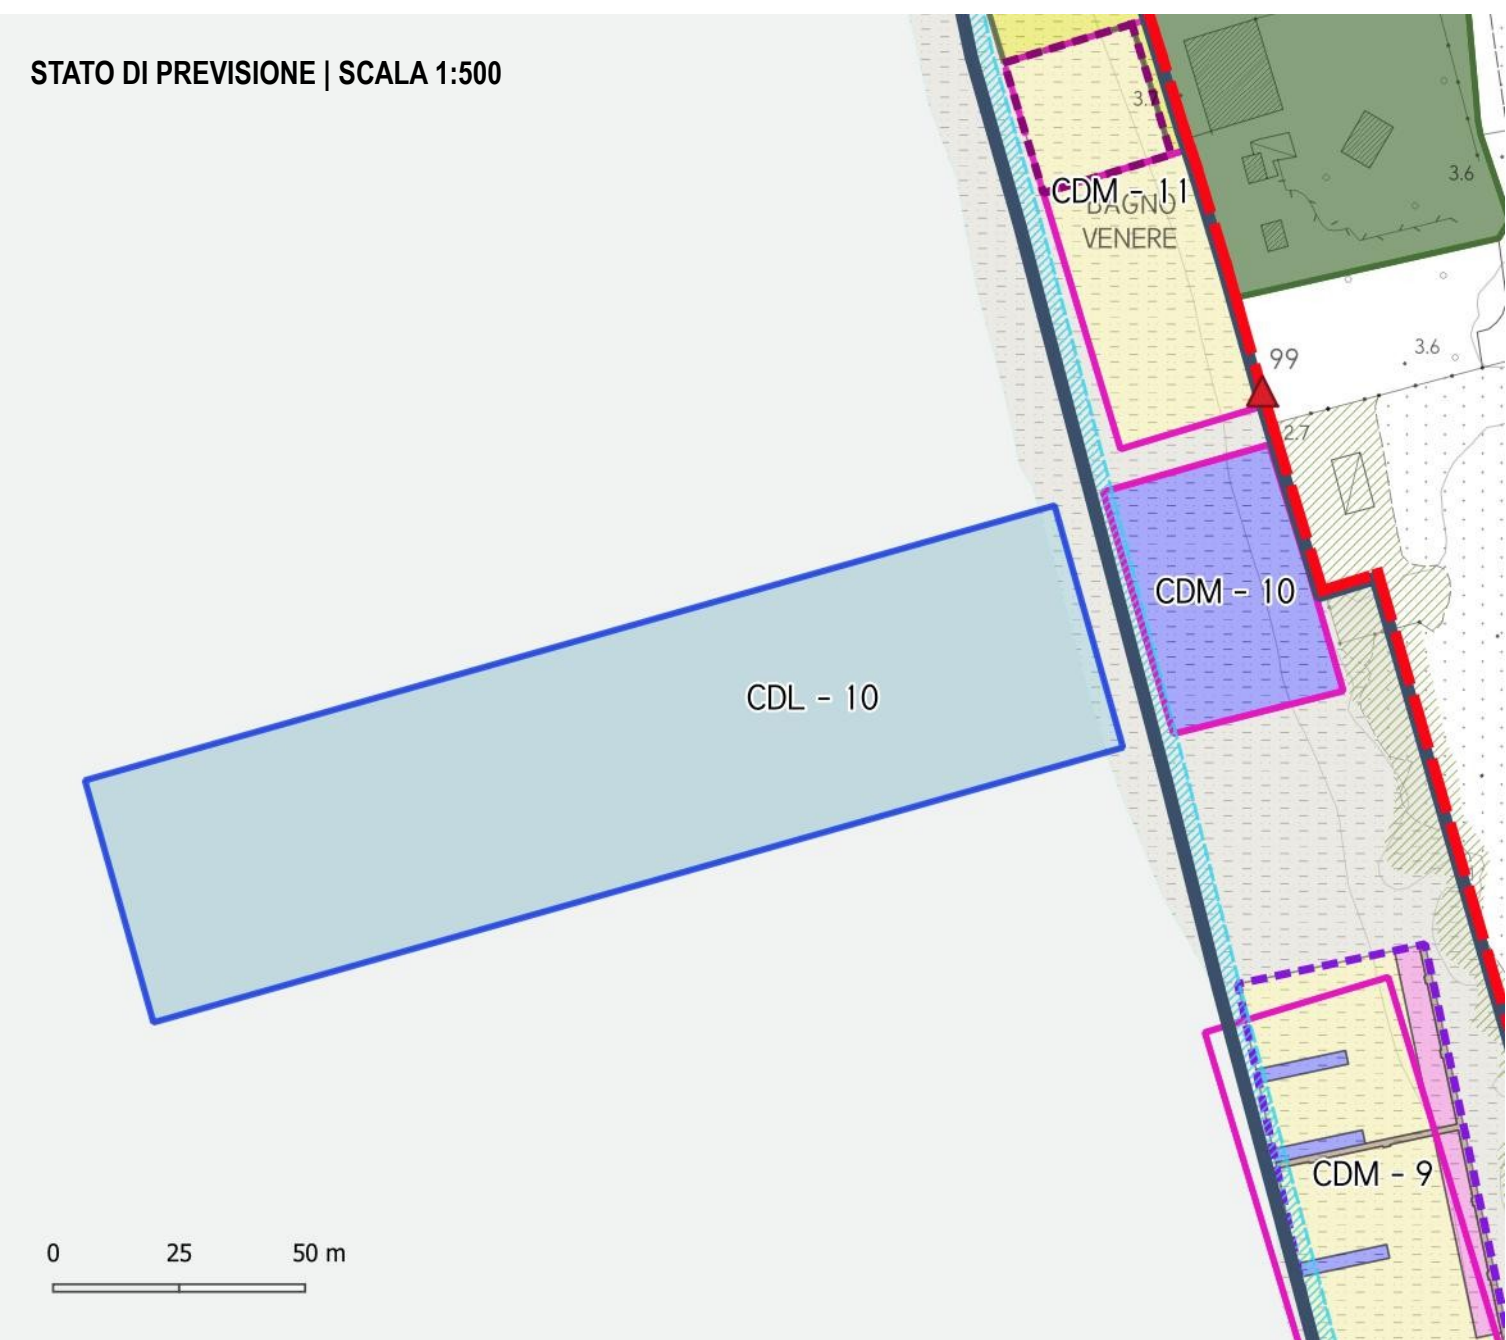 STATO DI PREVISIONE | SCALA 1:500
3.6
CDM - 11
BAGNO
VENERE
99
3.6
2.7
CDM - 10
CDL - 10
CDM - 9
0 25 50 m